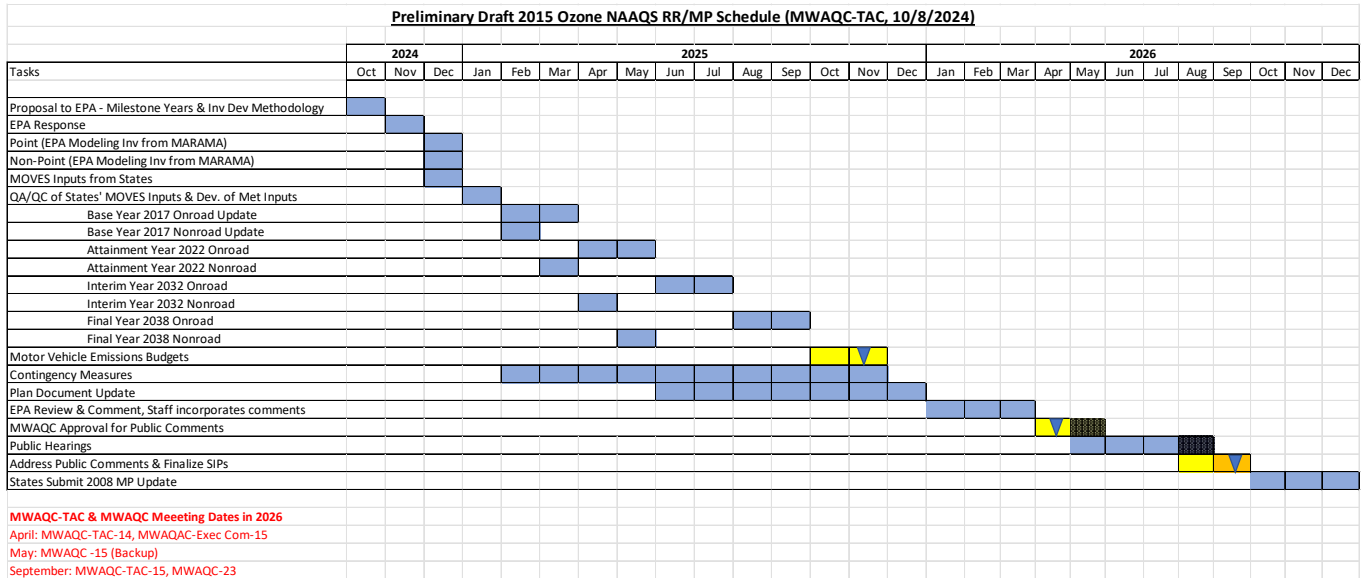 Preliminary Draft 2015 Ozone NAAQS RR/MP Schedule (MWAQC-TAC, 10/8/2024)
2024 2025 2026
Tasks Oct Nov Dec Jan Feb Mar Apr May Jun Jul Aug Sep Oct Nov Dec Jan Feb Mar Apr May Jun Jul Aug Sep Oct Nov Dec
Proposal to EPA - Milestone Years & Inv Dev Methodology
EPA Response
Point (EPA Modeling Inv from MARAMA)
Non-Point (EPA Modeling Inv from MARAMA)
MOVES Inputs from States
QA/QC of States' MOVES Inputs & Dev. of Met Inputs
Base Year 2017 Onroad Update
Base Year 2017 Nonroad Update
Attainment Year 2022 Onroad
Attainment Year 2022 Nonroad
Interim Year 2032 Onroad
Interim Year 2032 Nonroad
Final Year 2038 Onroad
Final Year 2038 Nonroad
Motor Vehicle Emissions Budgets
Contingency Measures
Plan Document Update
EPA Review & Comment, Staff incorporates comments
MWAQC Approval for Public Comments
Public Hearings
Address Public Comments & Finalize SIPs
States Submit 2008 MP Update
MWAQC-TAC & MWAQC Meeeting Dates in 2026
April: MWAQC-TAC-14, MWAQAC-Exec Com-15
May: MWAQC -15 (Backup)
September: MWAQC-TAC-15, MWAQC-23